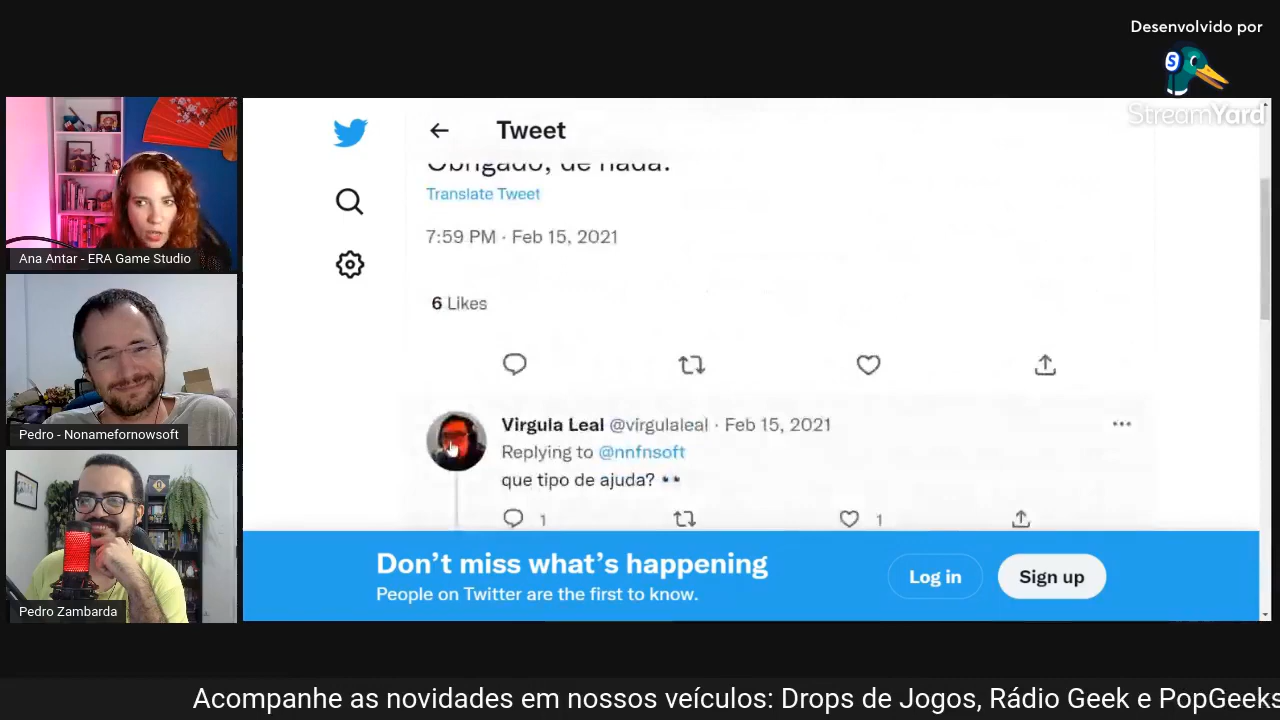 Desenvolvido por
StreamYard
Tweet
Obrigado, de nada.
Translate Tweet
7:59 PM · Feb 15, 2021
6 Likes
Virgula Leal @virgulaleal · Feb 15, 2021
Replying to @nnfnsoft
que tipo de ajuda? 👀
1
1
Don’t miss what’s happening
People on Twitter are the first to know.
Log in
Sign up
Ana Antar - ERA Game Studio
Pedro - Nonamefornowsoft
Pedro Zambarda
Acompanhe as novidades em nossos veículos: Drops de Jogos, Rádio Geek e PopGeeks